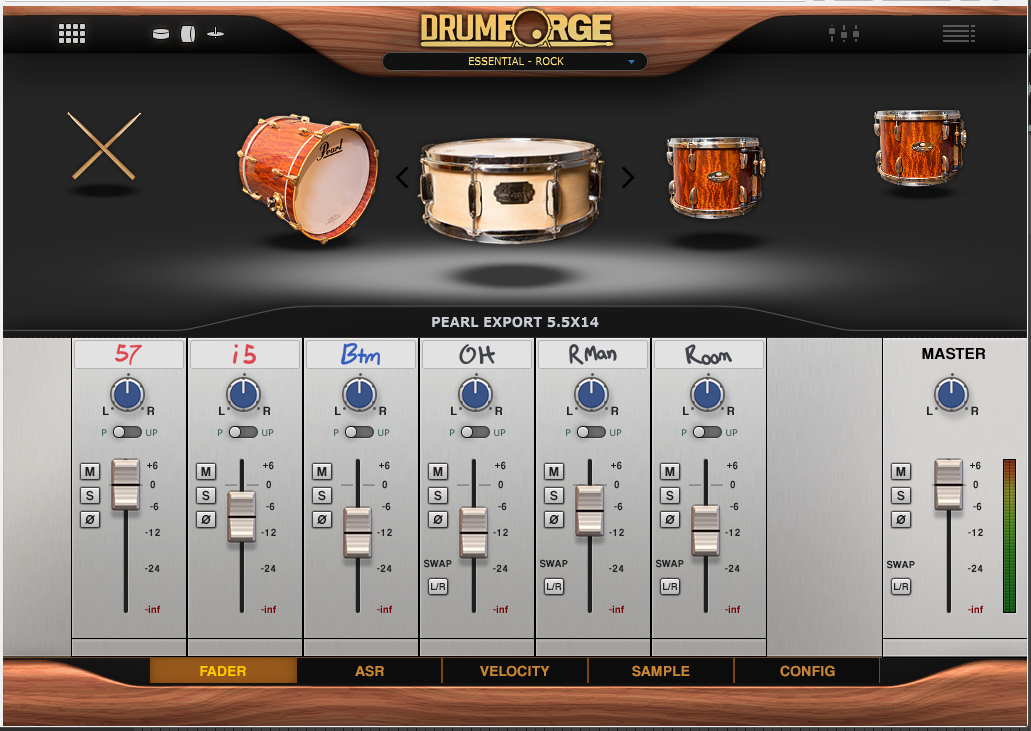 DRUMFORGE
ESSENTIAL - ROCK
Pearl
PEARL EXPORT 5.5X14
57 i5 Btm OH RMan Room MASTER
L R L R L R L R L R L R L R
P UP P UP P UP P UP P UP P UP
M +6 M +6 M +6 M +6 M +6 M +6 M +6
S 0 S 0 S 0 S 0 S 0 S 0 S 0
Ø -6 Ø -6 Ø -6 Ø -6 Ø -6 Ø -6 Ø -6
-12 -12 -12 -12 -12 -12 -12
SWAP SWAP SWAP SWAP
-24 -24 -24 -24 -24 -24 -24
L/R L/R L/R L/R
-inf -inf -inf -inf -inf -inf -inf
FADER ASR VELOCITY SAMPLE CONFIG